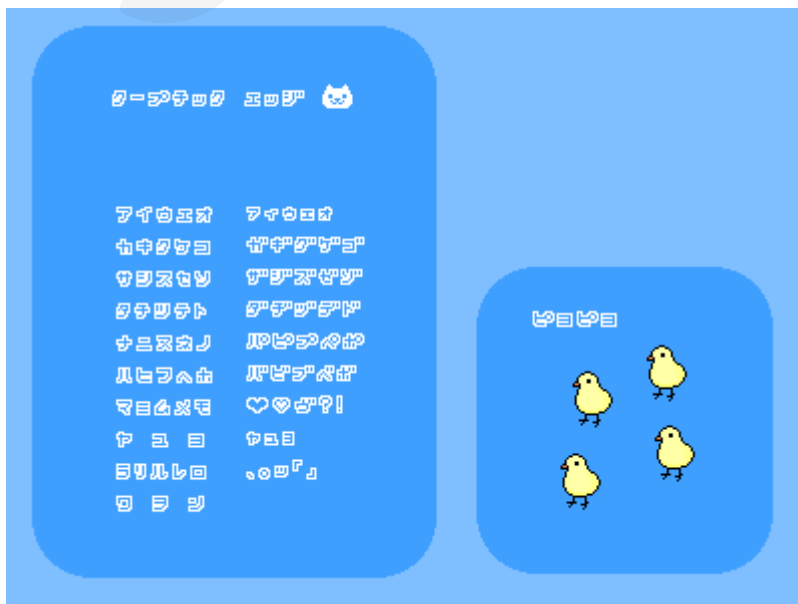 タープチック エッジ
アイウエオ ァィゥェォ
カキクケコ ガギグゲゴ
サシスセソ ザジズゼゾ
タチツテト ダヂヅデド
ナニヌネノ パピプペポ
ハヒフヘホ バビブベボ
マミムメモ ♡♥ヴ?!
ヤ ユ ヨ ャュョ
ラリルレロ 、。ッ「」
ワ ヲ ン
ピヨピヨ